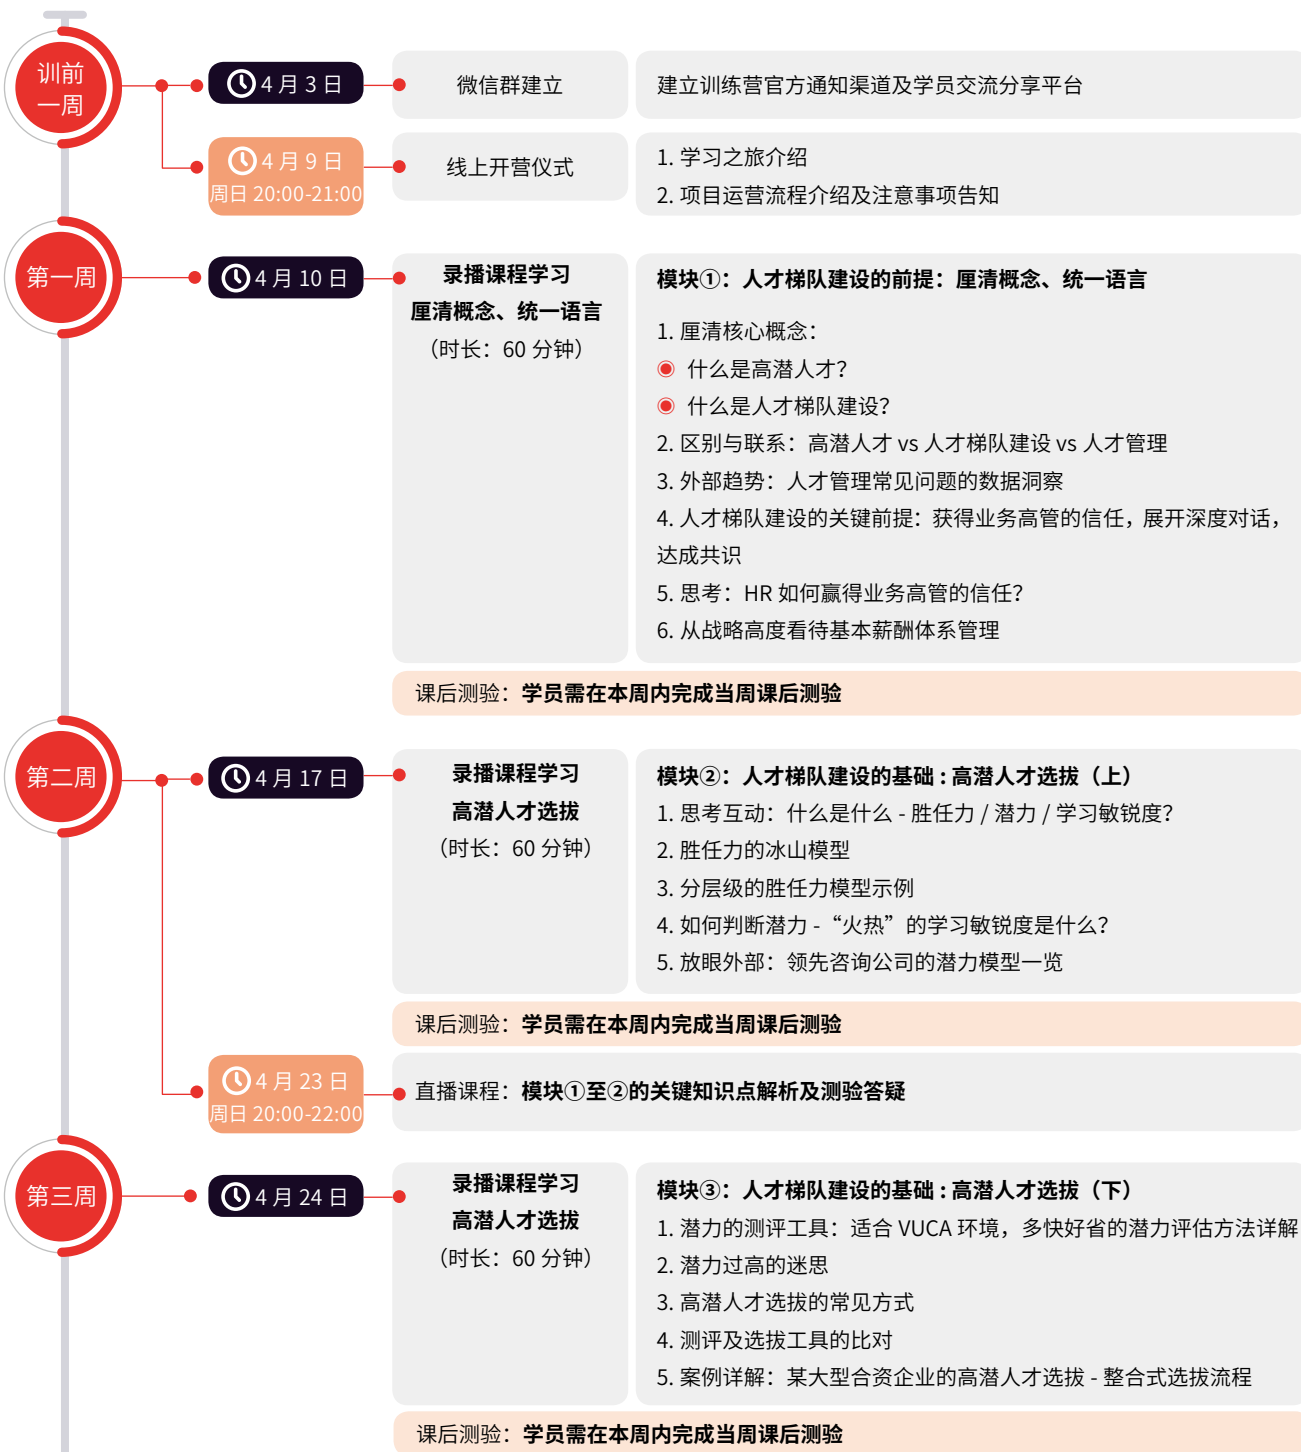 训前
一周
4 月 3 日
微信群建立
建立训练营官方通知渠道及学员交流分享平台
4 月 9 日
周日 20:00-21:00
线上开营仪式
1. 学习之旅介绍
2. 项目运营流程介绍及注意事项告知
第一周
4 月 10 日
录播课程学习
厘清概念、统一语言
（时长：60 分钟）
模块①：人才梯队建设的前提：厘清概念、统一语言
1. 厘清核心概念：
◉ 什么是高潜人才？
◉ 什么是人才梯队建设？
2. 区别与联系：高潜人才 vs 人才梯队建设 vs 人才管理
3. 外部趋势：人才管理常见问题的数据洞察
4. 人才梯队建设的关键前提：获得业务高管的信任，展开深度对话，
达成共识
5. 思考：HR 如何赢得业务高管的信任？
6. 从战略高度看待基本薪酬体系管理
课后测验：学员需在本周内完成当周课后测验
第二周
4 月 17 日
录播课程学习
高潜人才选拔
（时长：60 分钟）
模块②：人才梯队建设的基础 : 高潜人才选拔（上）
1. 思考互动：什么是什么 - 胜任力 / 潜力 / 学习敏锐度？
2. 胜任力的冰山模型
3. 分层级的胜任力模型示例
4. 如何判断潜力 -“火热”的学习敏锐度是什么？
5. 放眼外部：领先咨询公司的潜力模型一览
课后测验：学员需在本周内完成当周课后测验
4 月 23 日
周日 20:00-22:00
直播课程：模块①至②的关键知识点解析及测验答疑
第三周
4 月 24 日
录播课程学习
高潜人才选拔
（时长：60 分钟）
模块③：人才梯队建设的基础 : 高潜人才选拔（下）
1. 潜力的测评工具：适合 VUCA 环境，多快好省的潜力评估方法详解
2. 潜力过高的迷思
3. 高潜人才选拔的常见方式
4. 测评及选拔工具的比对
5. 案例详解：某大型合资企业的高潜人才选拔 - 整合式选拔流程
课后测验：学员需在本周内完成当周课后测验